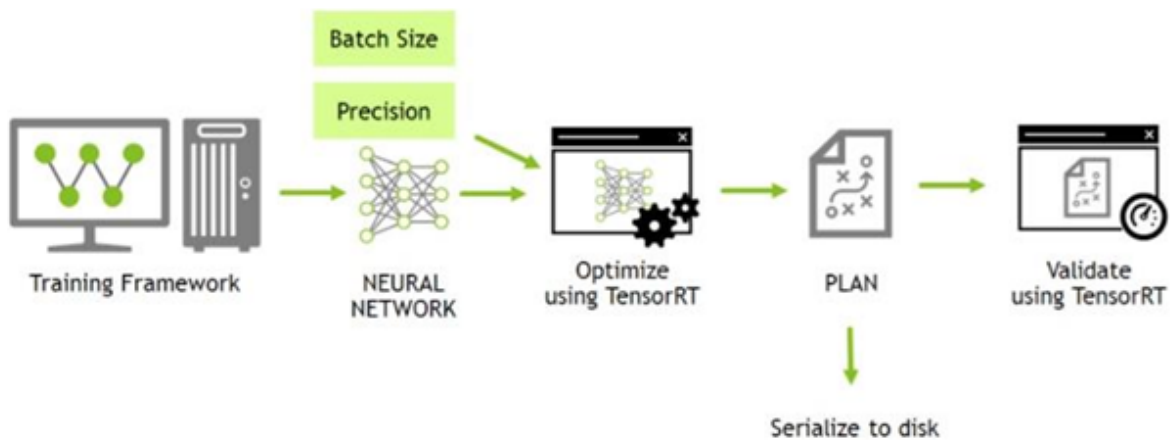 Batch Size
Precision
Training Framework
NEURAL
NETWORK
Optimize
using TensorRT
PLAN
Validate
using TensorRT
Serialize to disk